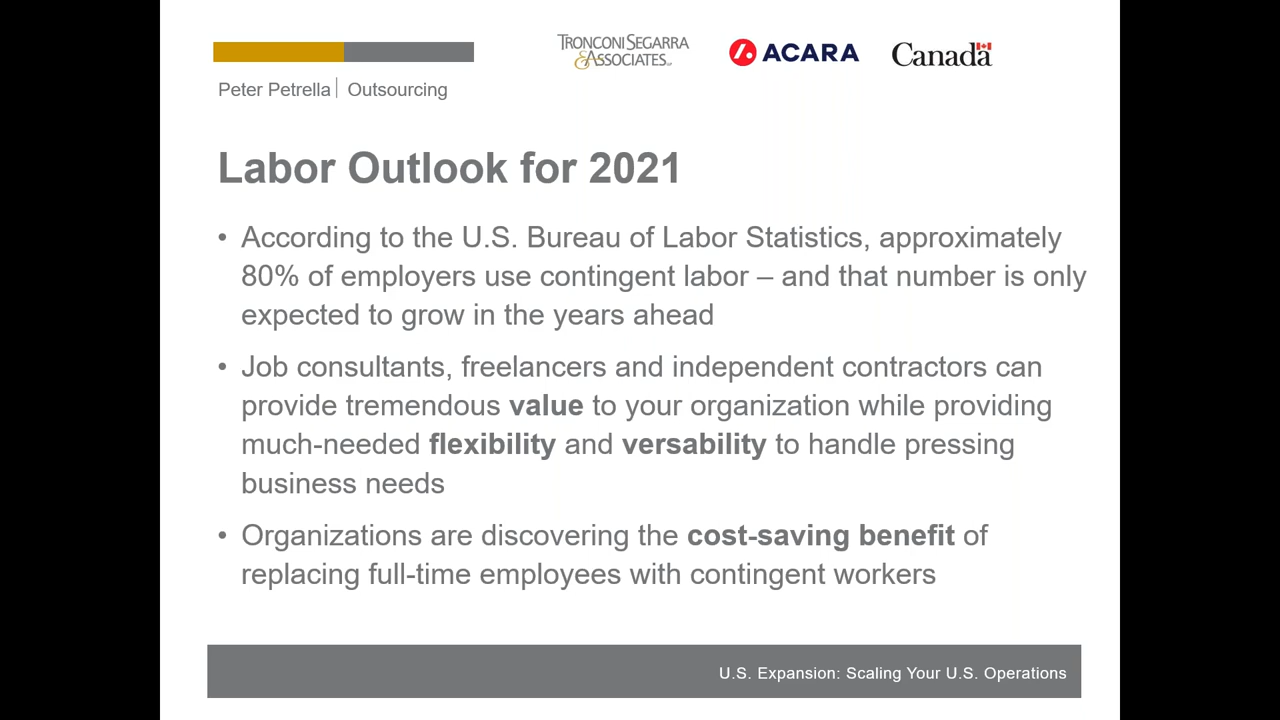 TRONCONI SEGARRA
& ASSOCIATES LLP
ACARA
Canada
Peter Petrella | Outsourcing
Labor Outlook for 2021
• According to the U.S. Bureau of Labor Statistics, approximately
80% of employers use contingent labor – and that number is only
expected to grow in the years ahead
• Job consultants, freelancers and independent contractors can
provide tremendous value to your organization while providing
much-needed flexibility and versability to handle pressing
business needs
• Organizations are discovering the cost-saving benefit of
replacing full-time employees with contingent workers
U.S. Expansion: Scaling Your U.S. Operations